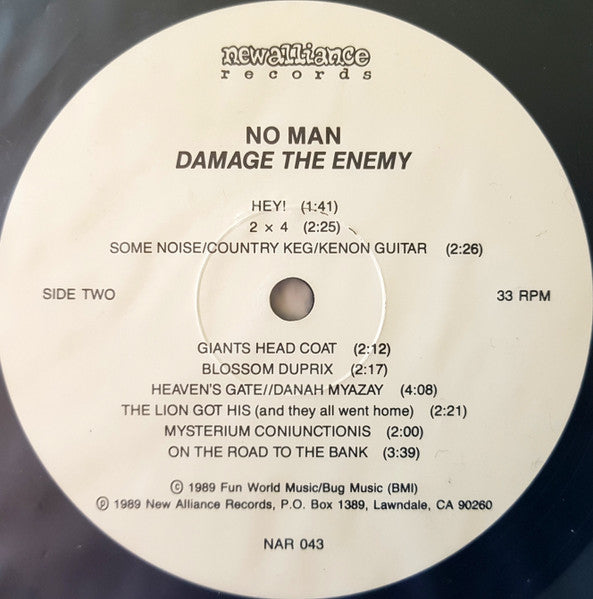 newalliance
records
NO MAN
DAMAGE THE ENEMY
HEY! (1:41)
2 × 4 (2:25)
SOME NOISE/COUNTRY KEG/KENON GUITAR (2:26)
SIDE TWO
33 RPM
GIANTS HEAD COAT (2:12)
BLOSSOM DUPRIX (2:17)
HEAVEN'S GATE//DANAH MYAZAY (4:08)
THE LION GOT HIS (and they all went home) (2:21)
MYSTERIUM CONIUNCTIONIS (2:00)
ON THE ROAD TO THE BANK (3:39)
© 1989 Fun World Music/Bug Music (BMI)
℗ 1989 New Alliance Records, P.O. Box 1389, Lawndale, CA 90260
NAR 043